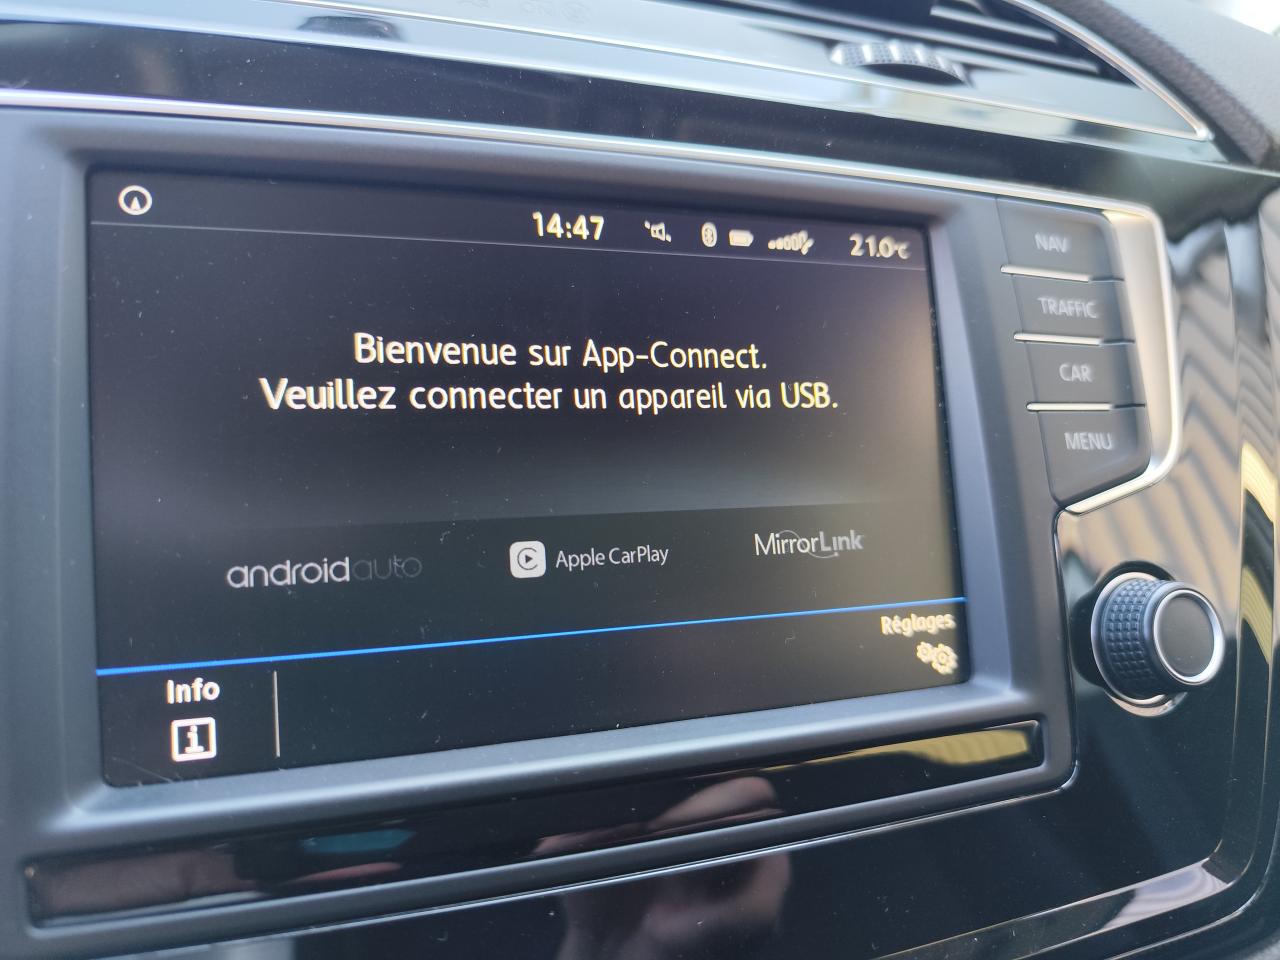 14:47
21.0°C
Bienvenue sur App-Connect.
Veuillez connecter un appareil via USB.
androidauto
Apple CarPlay
MirrorLink
Réglages
Info
i
NAV
TRAFFIC
CAR
MENU